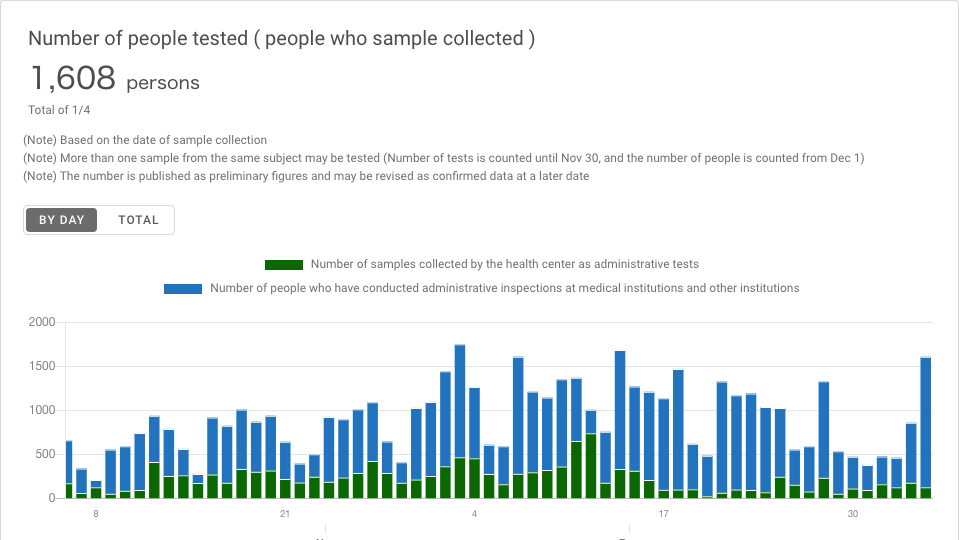 Number of people tested ( people who sample collected )
1,608 persons
Total of 1/4
(Note) Based on the date of sample collection
(Note) More than one sample from the same subject may be tested (Number of tests is counted until Nov 30, and the number of people is counted from Dec 1)
(Note) The number is published as preliminary figures and may be revised as confirmed data at a later date
BY DAY TOTAL
Number of samples collected by the health center as administrative tests
Number of people who have conducted administrative inspections at medical institutions and other institutions
2000
1500
1000
500
0
8 21 4 17 30